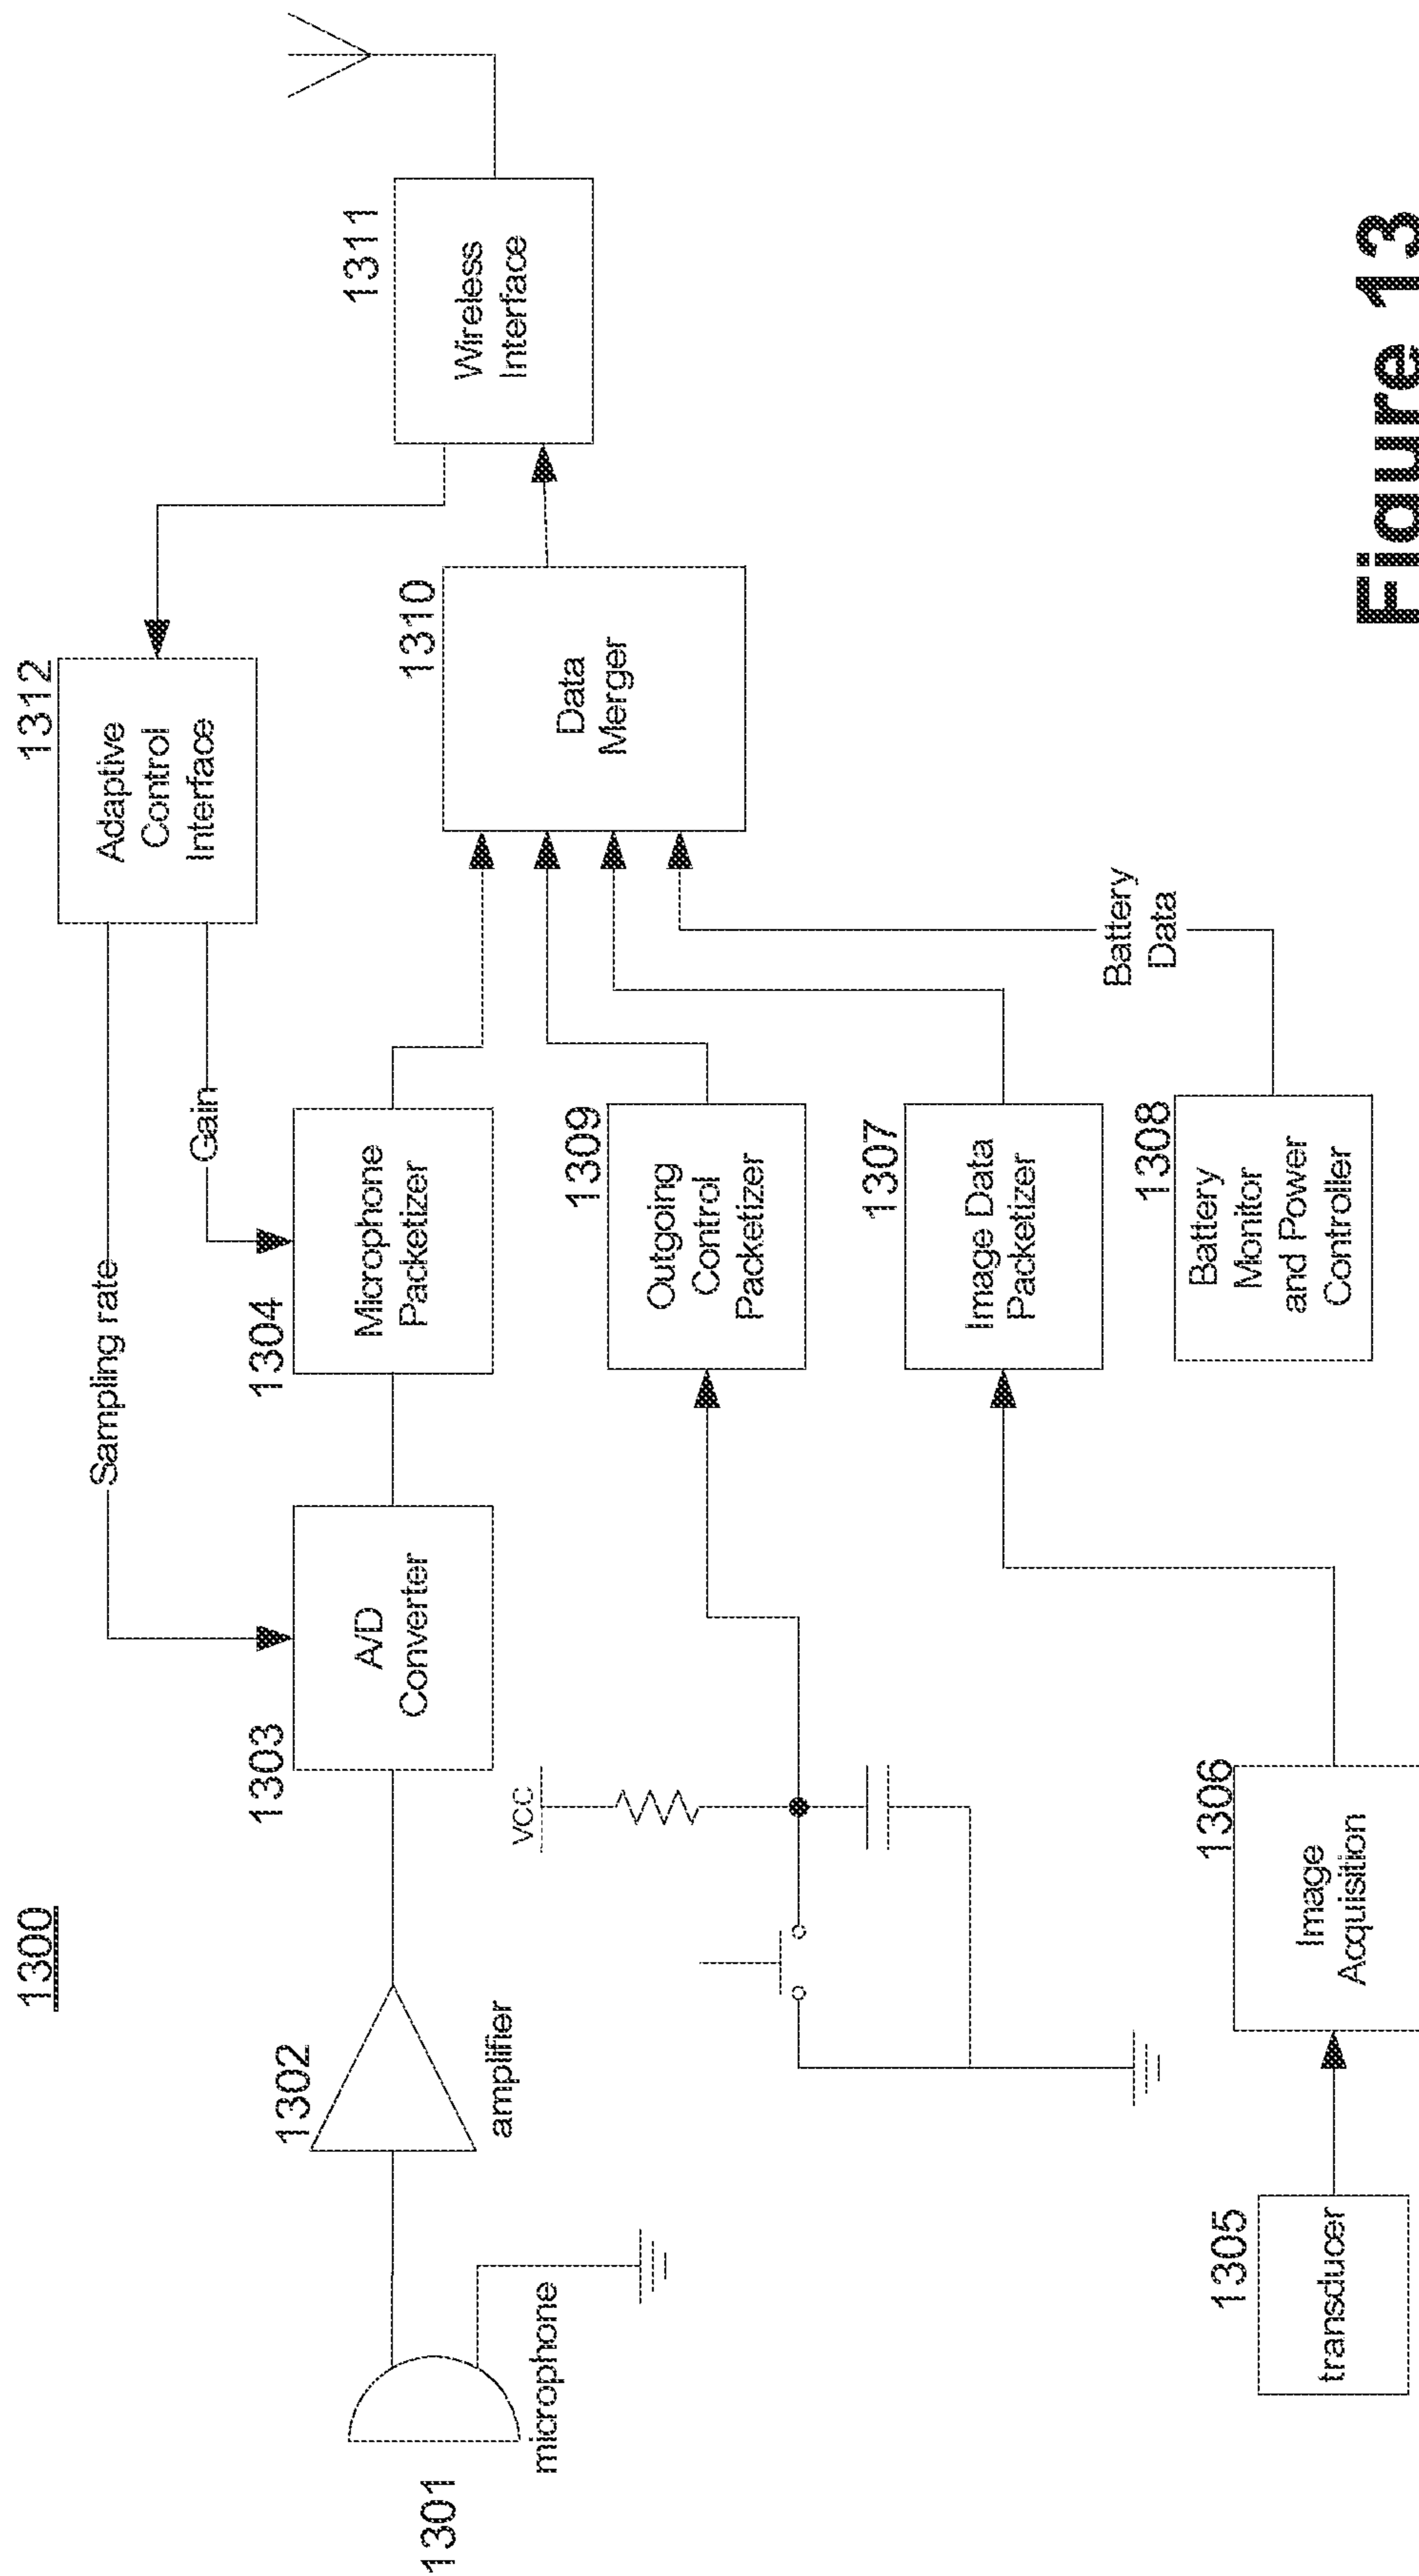 1300
1301
microphone
1302
amplifier
1303
A/D
Converter
Sampling rate
Gain
1304
Microphone
Packetizer
1312
Adaptive
Control
Interface
1311
Wireless
Interface
1310
Data
Merger
VCC
1309
Outgoing
Control
Packetizer
1307
Image Data
Packetizer
1308
Battery
Monitor
and Power
Controller
Battery
Data
1305
transducer
1306
Image
Acquisition
Figure 13